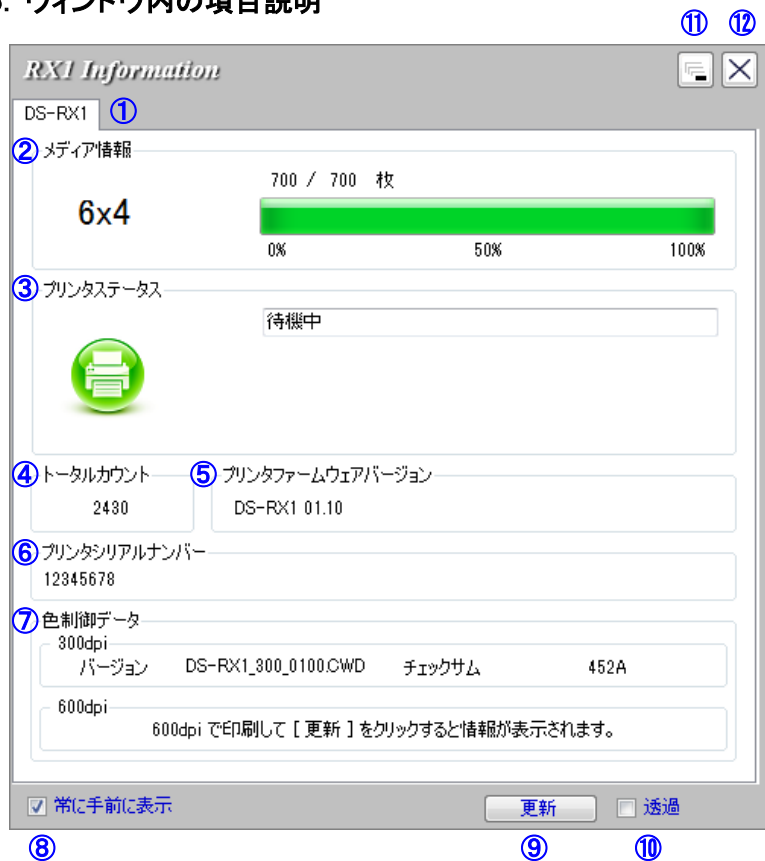 ウィンドウ内の項目説明
⑪ ⑫
RX1 Information
DS-RX1 ①
② メディア情報
700 / 700 枚
6x4
0% 50% 100%
③ プリンタステータス
待機中
④ トータルカウント ⑤ プリンタファームウェアバージョン
2430 DS-RX1 01.10
⑥ プリンタシリアルナンバー
12345678
⑦ 色制御データ
300dpi
バージョン DS-RX1_300_0100.CWD チェックサム 452A
600dpi
600dpi で印刷して [ 更新 ] をクリックすると情報が表示されます。
常に手前に表示 更新 透過
⑧ ⑨ ⑩